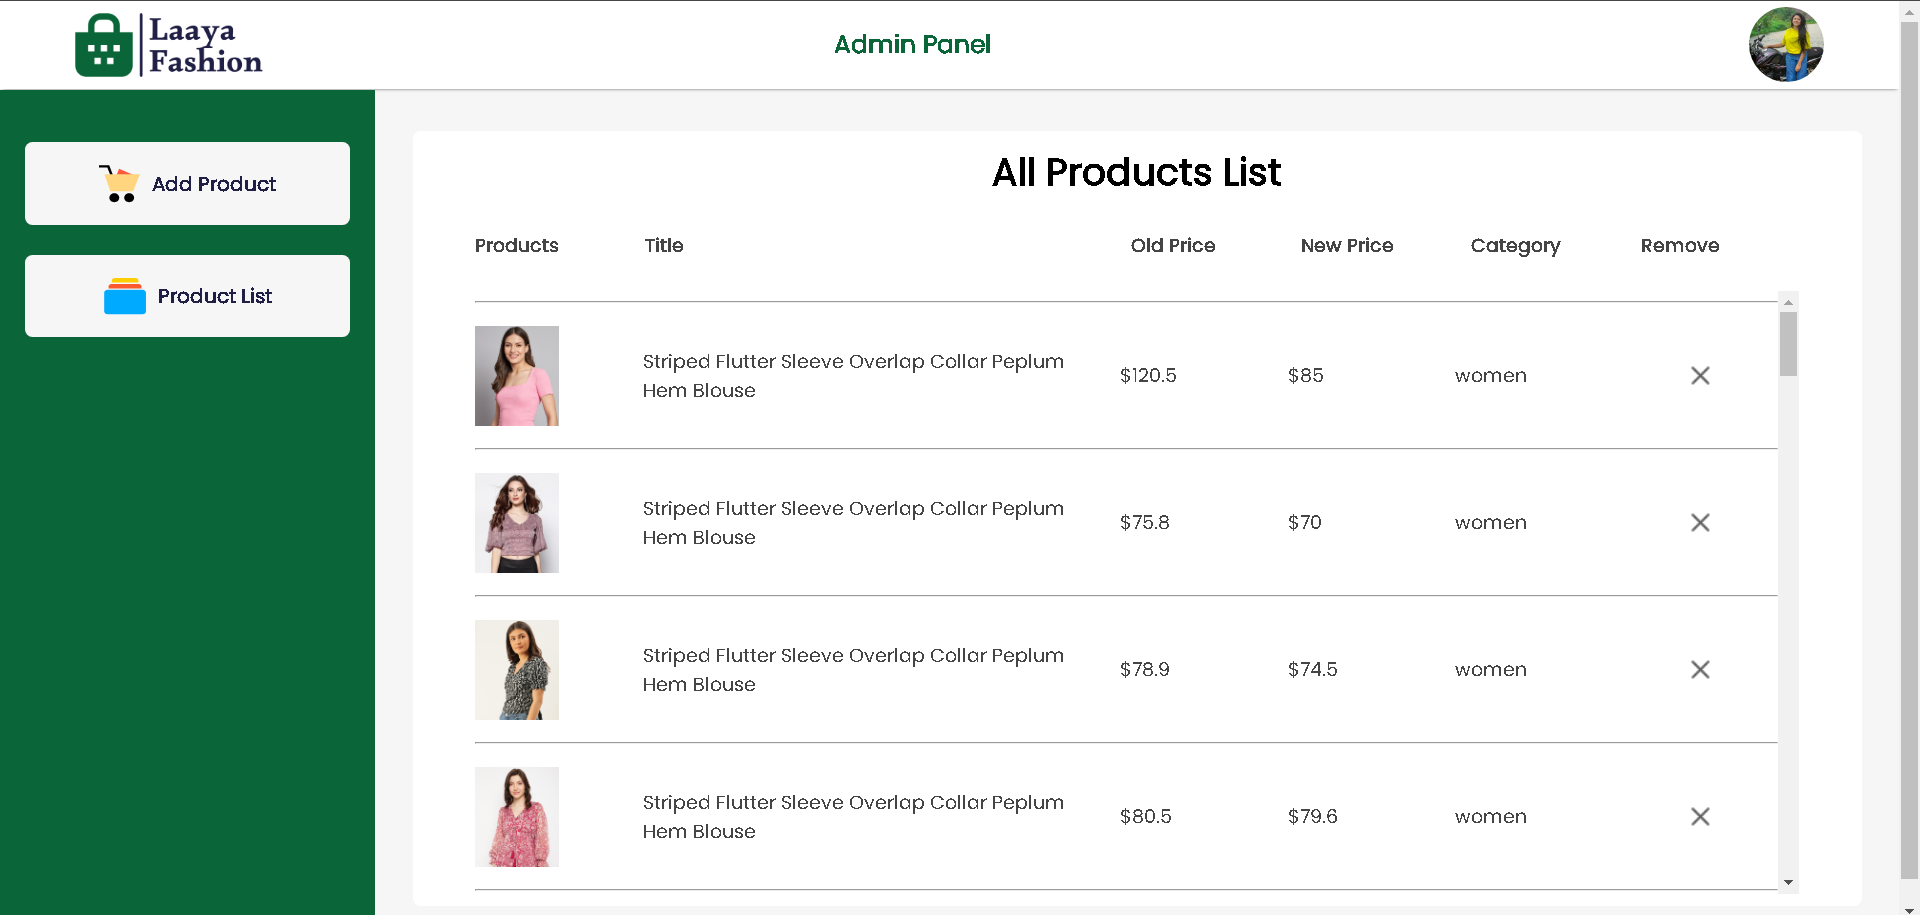 Laaya
Fashion
Admin Panel
Add Product
Product List
All Products List
Products Title Old Price New Price Category Remove
Striped Flutter Sleeve Overlap Collar Peplum
Hem Blouse
$120.5 $85 women
Striped Flutter Sleeve Overlap Collar Peplum
Hem Blouse
$75.8 $70 women
Striped Flutter Sleeve Overlap Collar Peplum
Hem Blouse
$78.9 $74.5 women
Striped Flutter Sleeve Overlap Collar Peplum
Hem Blouse
$80.5 $79.6 women